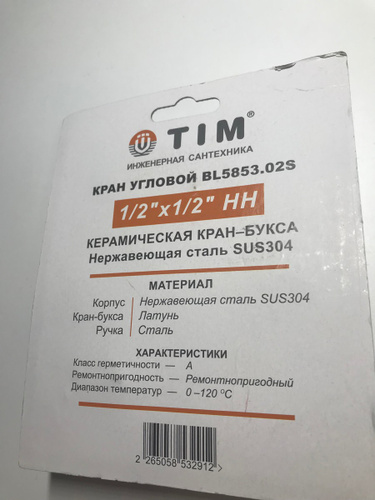 TIM®
ИНЖЕНЕРНАЯ САНТЕХНИКА
КРАН УГЛОВОЙ BL5853.02S
1/2"x1/2" НН
КЕРАМИЧЕСКАЯ КРАН–БУКСА
Нержавеющая сталь SUS304
МАТЕРИАЛ
Корпус Нержавеющая сталь SUS304
Кран-букса Латунь
Ручка Сталь
ХАРАКТЕРИСТИКИ
Класс герметичности — А
Ремонтнопригодность — Ремонтнопригодный
Диапазон температур — 0 –120 °С
2 265058 532912 >